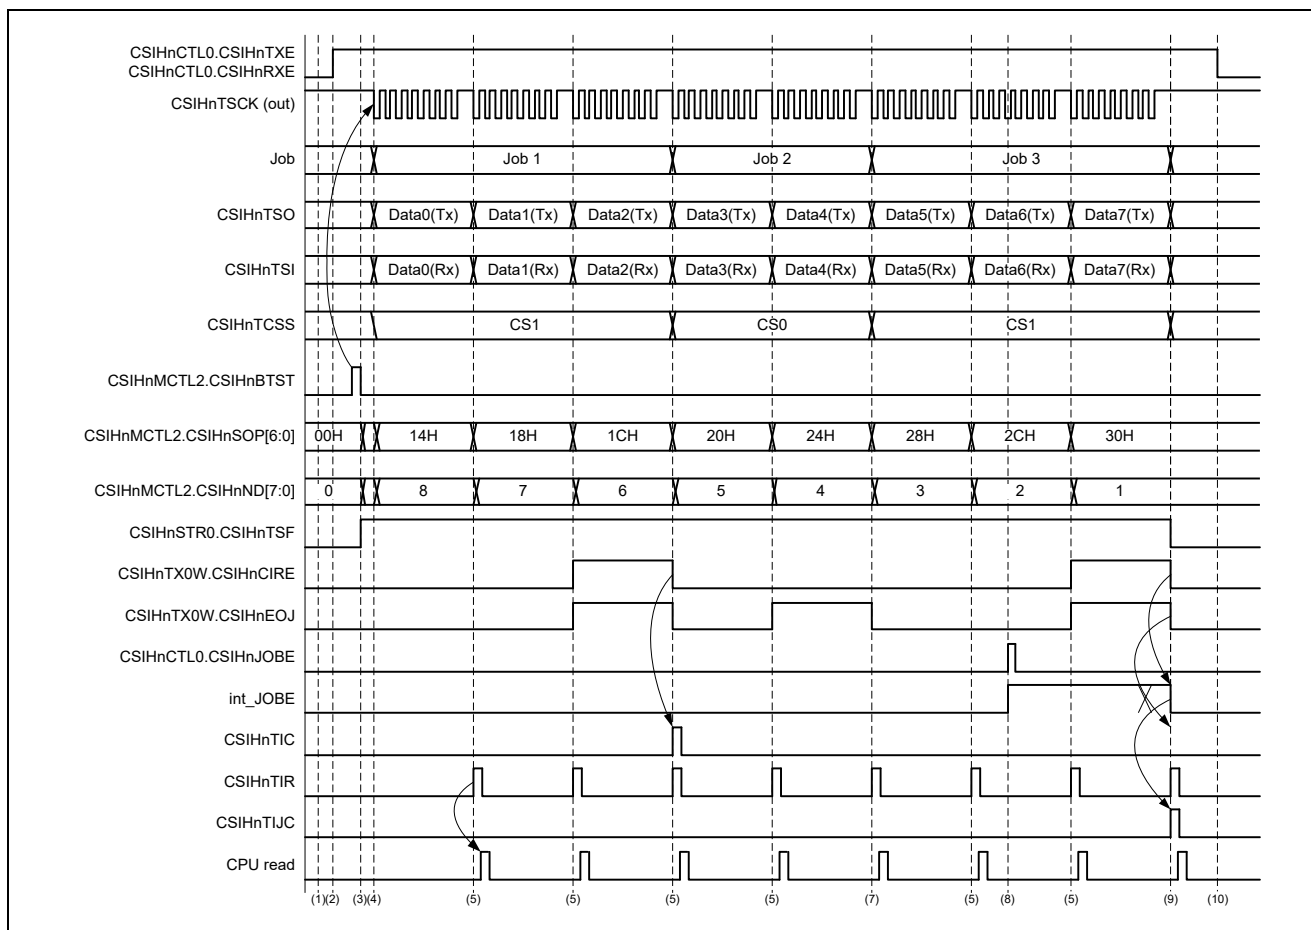 CSIHnCTL0.CSIHnTXE
CSIHnCTL0.CSIHnRXE
CSIHnTSCK (out)
Job Job 1 Job 2 Job 3
CSIHnTSO Data0(Tx) Data1(Tx) Data2(Tx) Data3(Tx) Data4(Tx) Data5(Tx) Data6(Tx) Data7(Tx)
CSIHnTSI Data0(Rx) Data1(Rx) Data2(Rx) Data3(Rx) Data4(Rx) Data5(Rx) Data6(Rx) Data7(Rx)
CSIHnTCSS CS1 CS0 CS1
CSIHnMCTL2.CSIHnBTST
CSIHnMCTL2.CSIHnSOP[6:0] 00H 14H 18H 1CH 20H 24H 28H 2CH 30H
CSIHnMCTL2.CSIHnND[7:0] 0 8 7 6 5 4 3 2 1
CSIHnSTR0.CSIHnTSF
CSIHnTX0W.CSIHnCIRE
CSIHnTX0W.CSIHnEOJ
CSIHnCTL0.CSIHnJOBE
int_JOBE
CSIHnTIC
CSIHnTIR
CSIHnTIJC
CPU read
(1) (2) (3) (4) (5) (5) (5) (5) (7) (5) (8) (5) (9) (10)